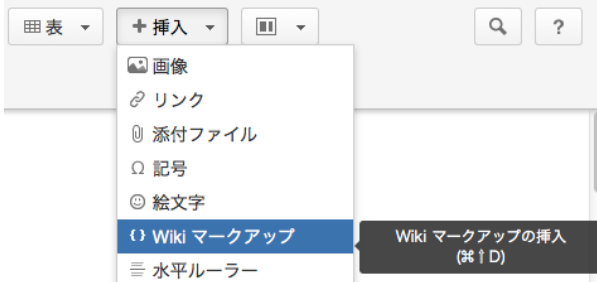 表 挿入 ?
画像
リンク
添付ファイル
Ω 記号
絵文字
{} Wiki マークアップ
Wiki マークアップの挿入
(⌘⇧D)
水平ルーラー